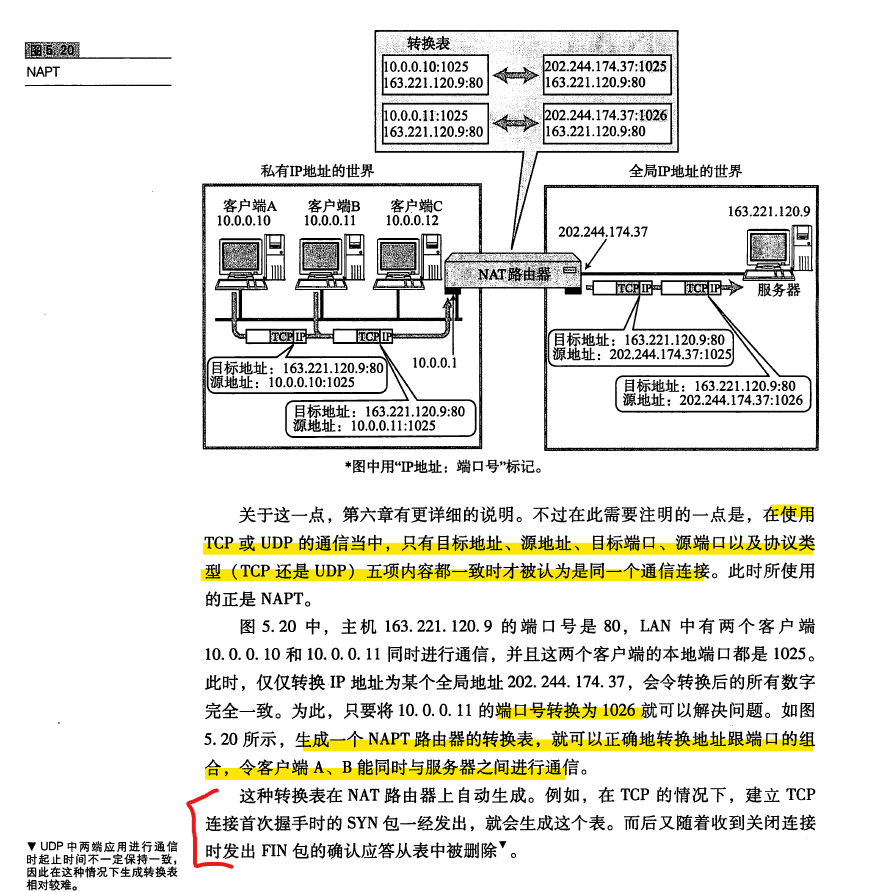 图5.20
NAPT
转换表
10.0.0.10:1025
163.221.120.9:80
202.244.174.37:1025
163.221.120.9:80
10.0.0.11:1025
163.221.120.9:80
202.244.174.37:1026
163.221.120.9:80
私有IP地址的世界
全局IP地址的世界
客户端A
10.0.0.10
客户端B
10.0.0.11
客户端C
10.0.0.12
163.221.120.9
202.244.174.37
NAT路由器
服务器
TCP IP
TCP IP
TCP IP
TCP IP
10.0.0.1
目标地址：163.221.120.9:80
源地址：10.0.0.10:1025
目标地址：163.221.120.9:80
源地址：10.0.0.11:1025
目标地址：163.221.120.9:80
源地址：202.244.174.37:1025
目标地址：163.221.120.9:80
源地址：202.244.174.37:1026
*图中用“IP地址：端口号”标记。
关于这一点，第六章有更详细的说明。不过在此需要注明的一点是，在使用
TCP 或 UDP 的通信当中，只有目标地址、源地址、目标端口、源端口以及协议类
型（TCP 还是 UDP）五项内容都一致时才被认为是同一个通信连接。此时所使用
的正是 NAPT。
图 5.20 中，主机 163.221.120.9 的端口号是 80，LAN 中有两个客户端
10.0.0.10 和 10.0.0.11 同时进行通信，并且这两个客户端的本地端口都是 1025。
此时，仅仅转换 IP 地址为某个全局地址 202.244.174.37，会令转换后的所有数字
完全一致。为此，只要将 10.0.0.11 的端口号转换为 1026 就可以解决问题。如图
5.20 所示，生成一个 NAPT 路由器的转换表，就可以正确地转换地址跟端口的组
合，令客户端 A、B 能同时与服务器之间进行通信。
这种转换表在 NAT 路由器上自动生成。例如，在 TCP 的情况下，建立 TCP
连接首次握手时的 SYN 包一经发出，就会生成这个表。而后又随着收到关闭连接
时发出 FIN 包的确认应答从表中被删除▼。
▼ UDP 中两端应用进行通信
时起止时间不一定保持一致，
因此在这种情况下生成转换表
相对较难。